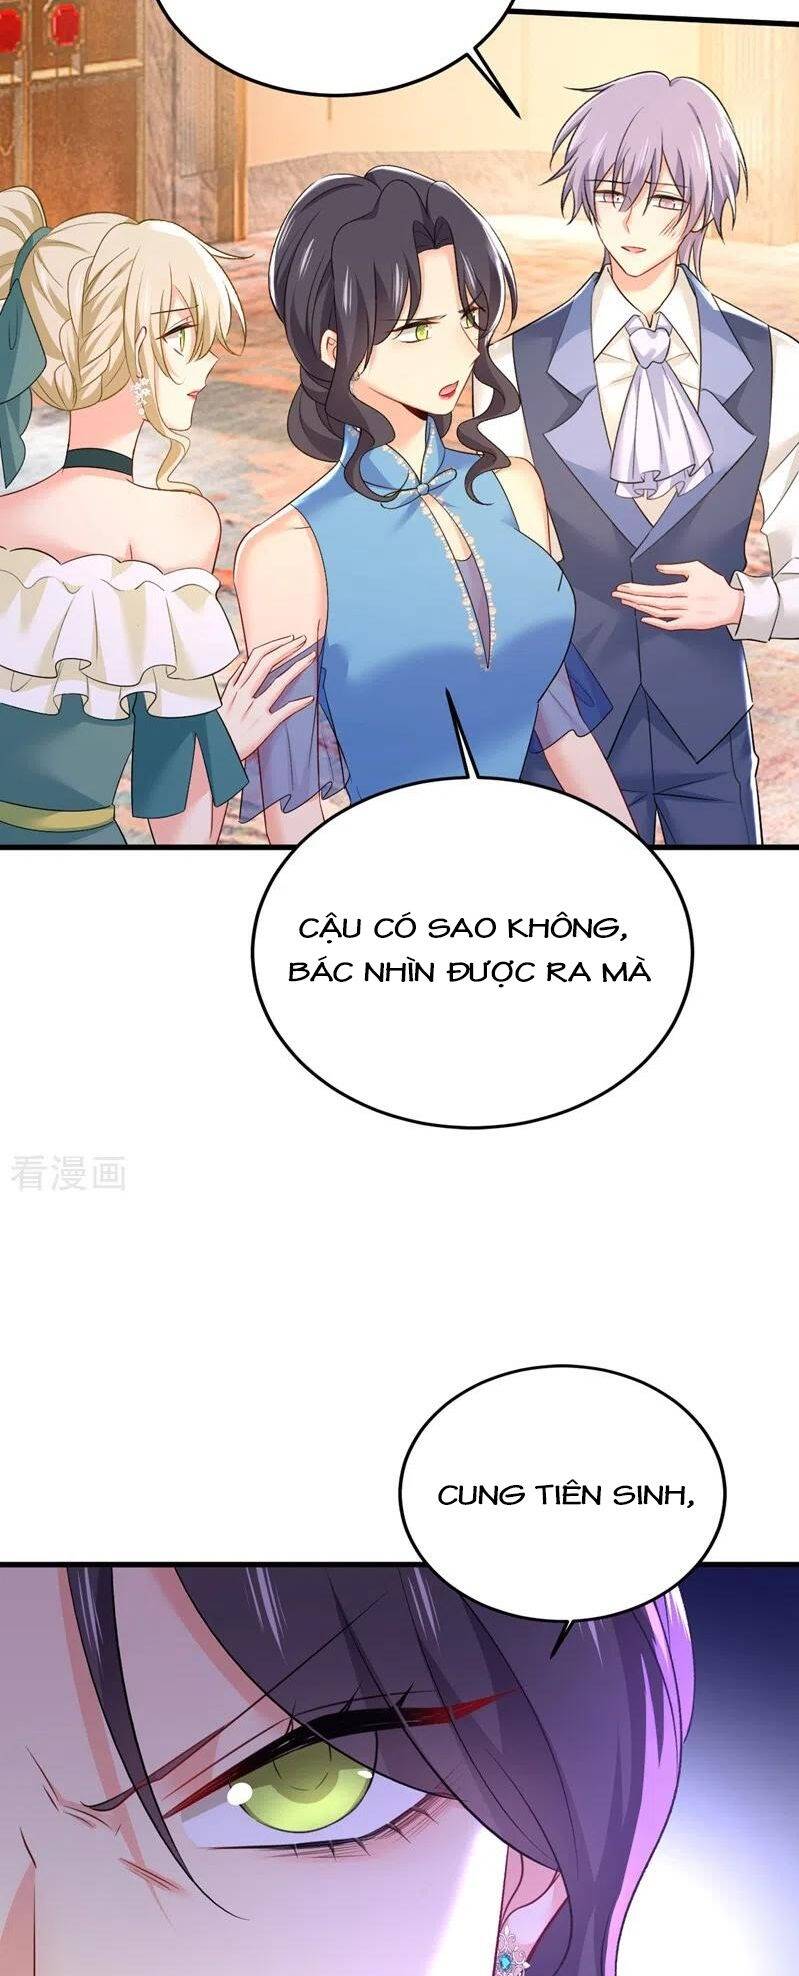 CẬU CÓ SAO KHÔNG,
BÁC NHÌN ĐƯỢC RA MÀ
看漫画
CUNG TIÊN SINH,